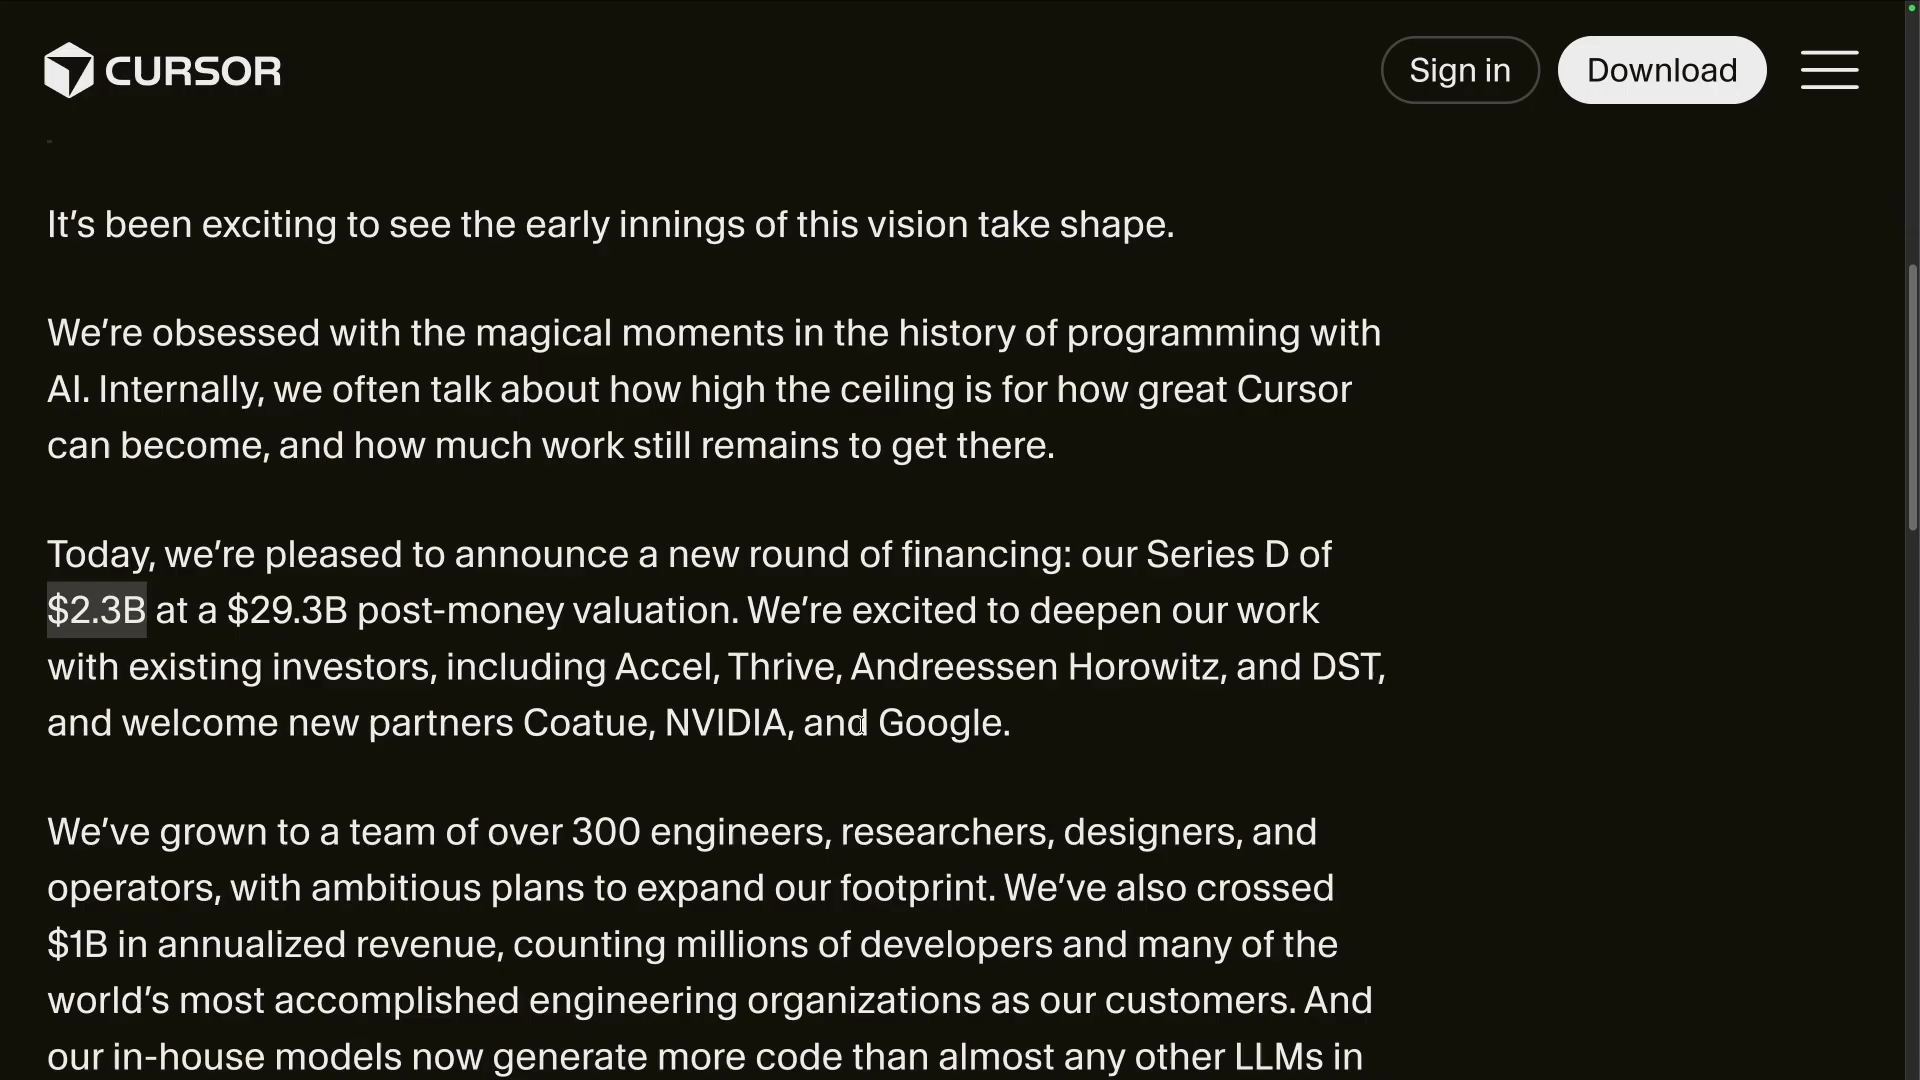 CURSOR
Sign in
Download
It’s been exciting to see the early innings of this vision take shape.
We’re obsessed with the magical moments in the history of programming with
AI. Internally, we often talk about how high the ceiling is for how great Cursor
can become, and how much work still remains to get there.
Today, we’re pleased to announce a new round of financing: our Series D of
$2.3B at a $29.3B post-money valuation. We’re excited to deepen our work
with existing investors, including Accel, Thrive, Andreessen Horowitz, and DST,
and welcome new partners Coatue, NVIDIA, and Google.
We’ve grown to a team of over 300 engineers, researchers, designers, and
operators, with ambitious plans to expand our footprint. We’ve also crossed
$1B in annualized revenue, counting millions of developers and many of the
world’s most accomplished engineering organizations as our customers. And
our in-house models now generate more code than almost any other LLMs in